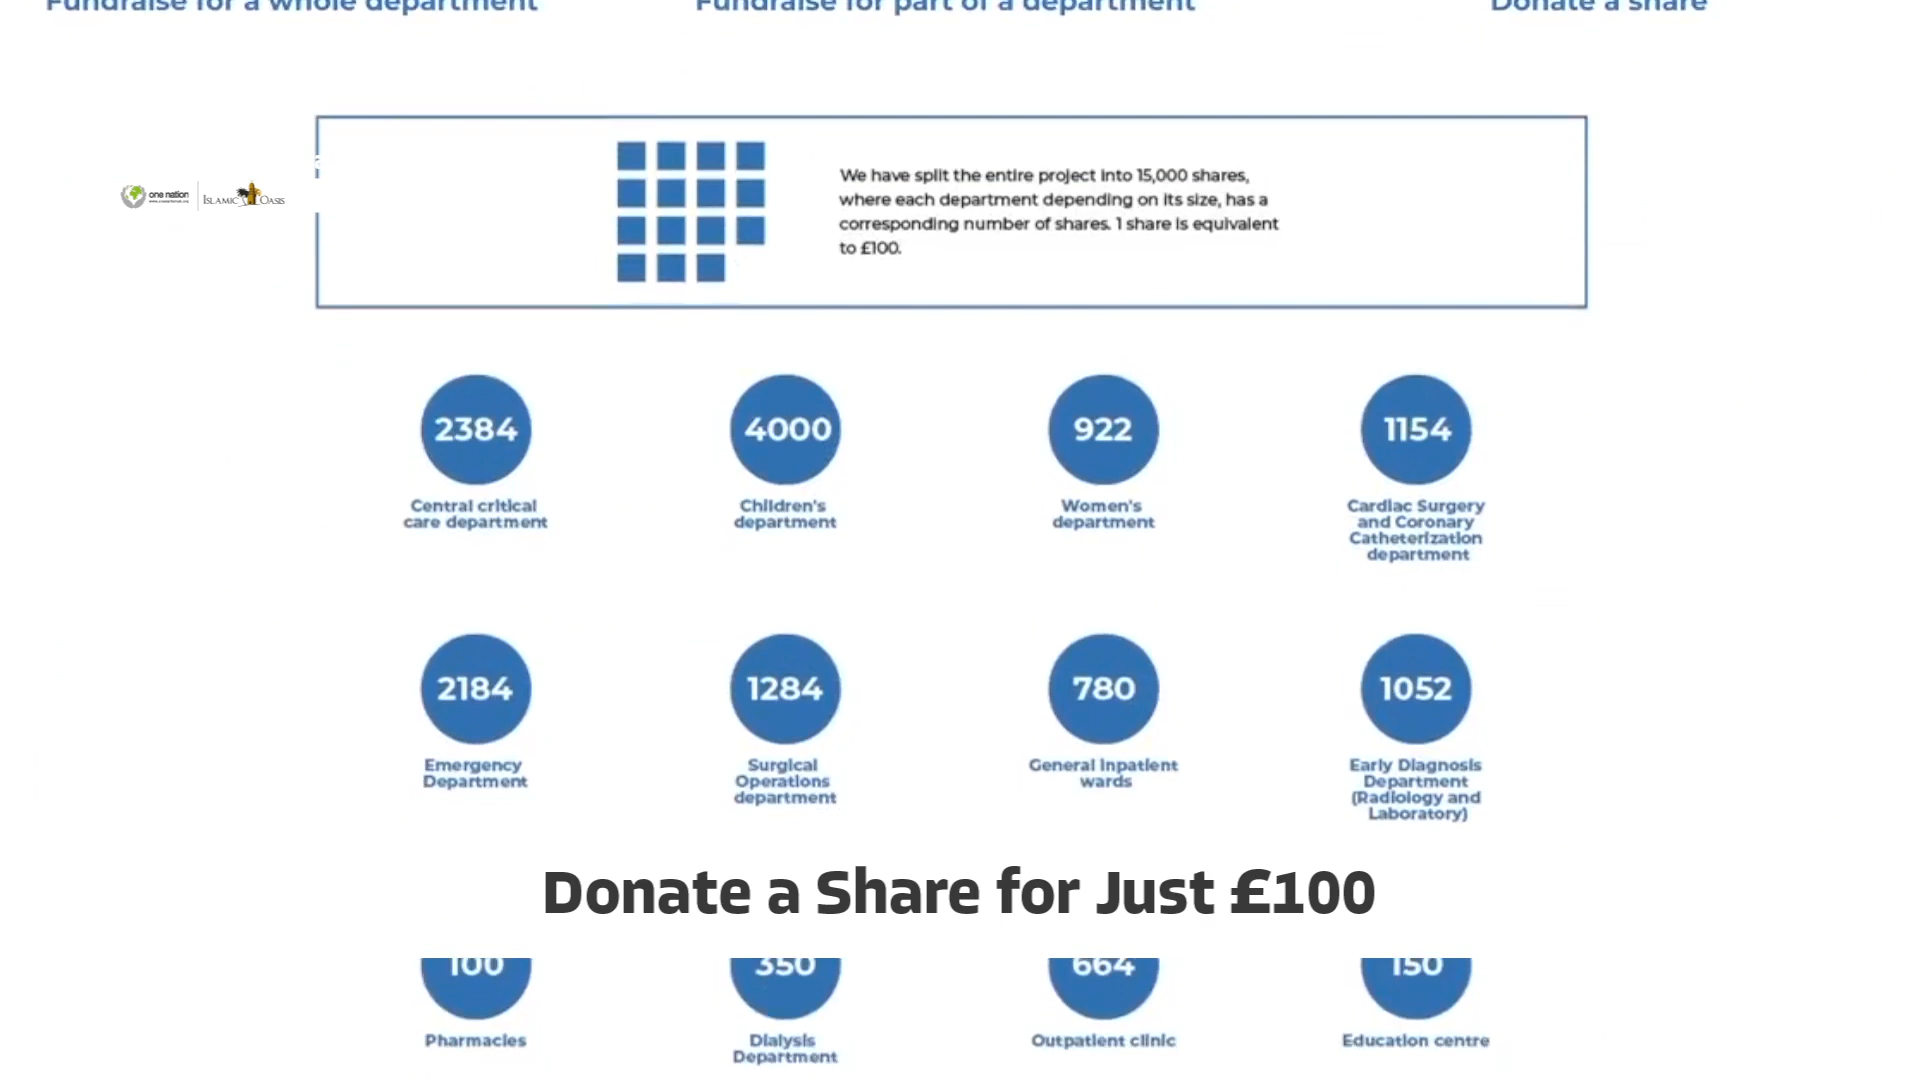 Fundraise for a whole department
Fundraise for part of a department
Donate a share
We have split the entire project into 15,000 shares,
where each department depending on its size, has a
corresponding number of shares. 1 share is equivalent
to £100.
one nation
ISLAMIC OASIS
2384
4000
922
1154
Central critical
care department
Children's
department
Women's
department
Cardiac Surgery
and Coronary
Catheterization
department
2184
1284
780
1052
Emergency
Department
Surgical
Operations
department
General inpatient
wards
Early Diagnosis
Department
(Radiology and
Laboratory)
Donate a Share for Just £100
100
350
664
150
Pharmacies
Dialysis
Department
Outpatient clinic
Education centre